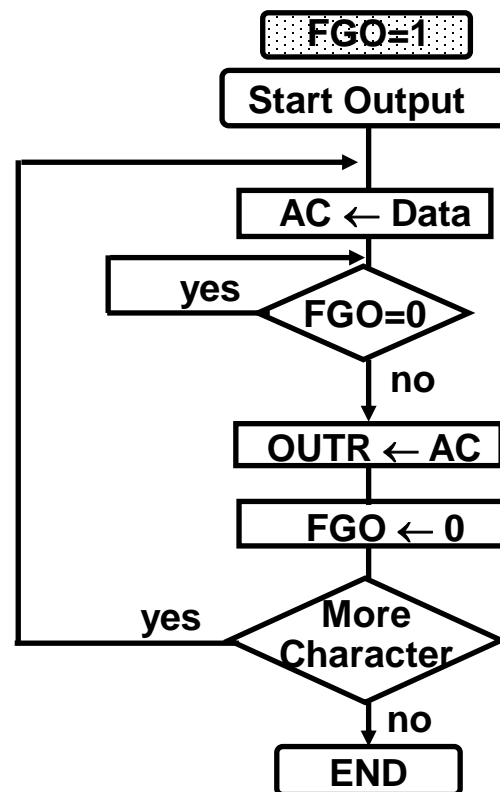 FGO=1
Start Output
AC ← Data
yes
FGO=0
no
OUTR ← AC
FGO ← 0
yes
More
Character
no
END